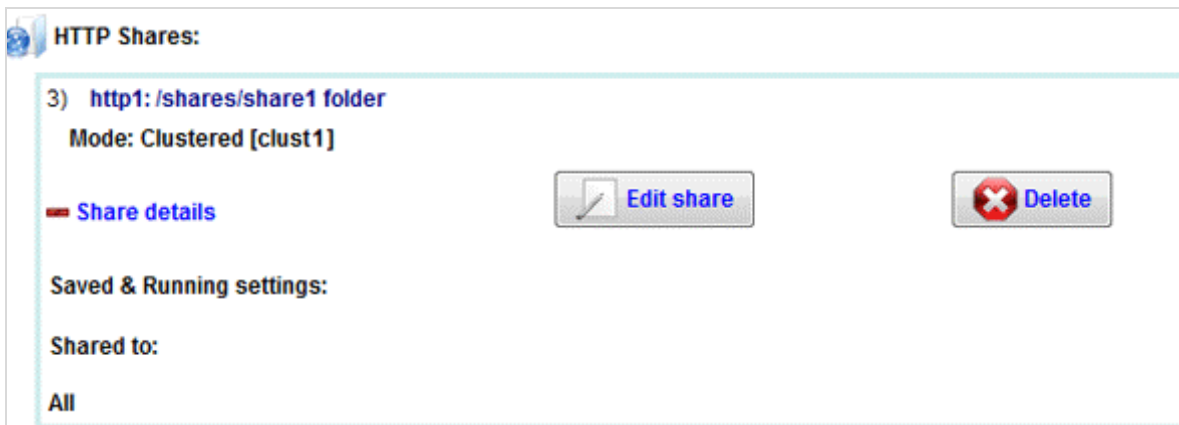 HTTP Shares:
3) http1: /shares/share1 folder
Mode: Clustered [clust1]
Share details
Edit share
Delete
Saved & Running settings:
Shared to:
All